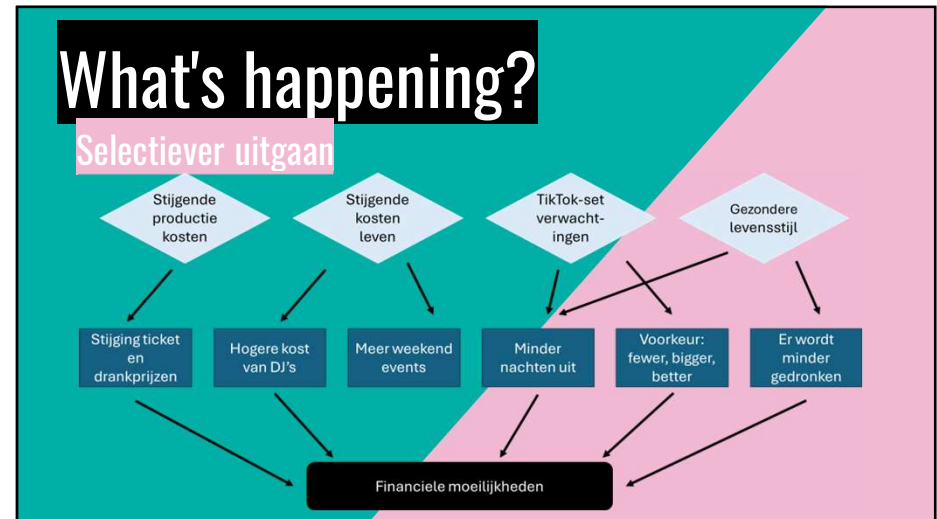 What's happening?
Selectiever uitgaan
Stijgende
productie
kosten
Stijgende
kosten
leven
TikTok-set
verwacht-
ingen
Gezondere
levensstijl
Stijging ticket
en
drankprijzen
Hogere kost
van DJ's
Meer weekend
events
Minder
nachten uit
Voorkeur:
fewer, bigger,
better
Er wordt
minder
gedronken
Financiele moeilijkheden